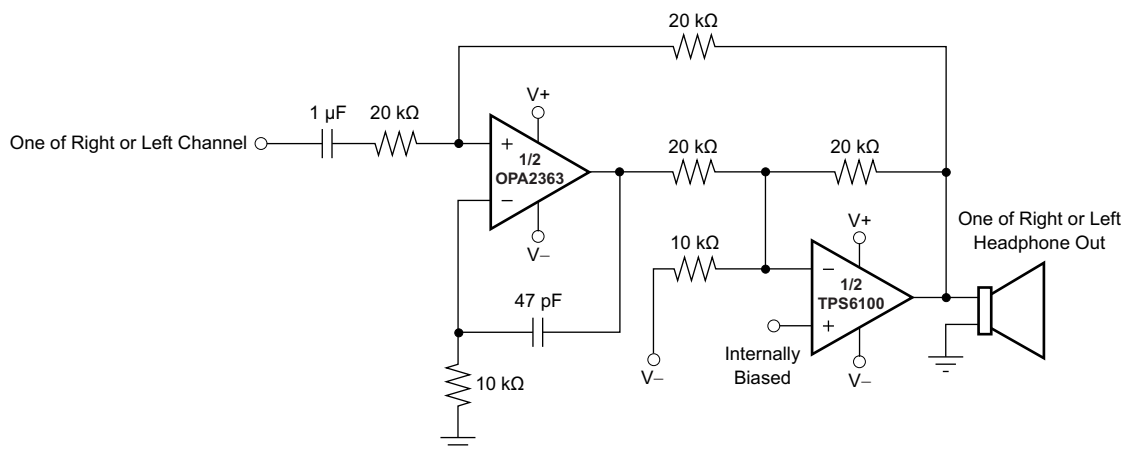 20 kΩ
1 µF
20 kΩ
V+
One of Right or Left Channel
+
1/2
OPA2363
−
V−
20 kΩ
20 kΩ
10 kΩ
V+
One of Right or Left
Headphone Out
47 pF
−
1/2
TPS6100
+
Internally
Biased
V−
V−
10 kΩ